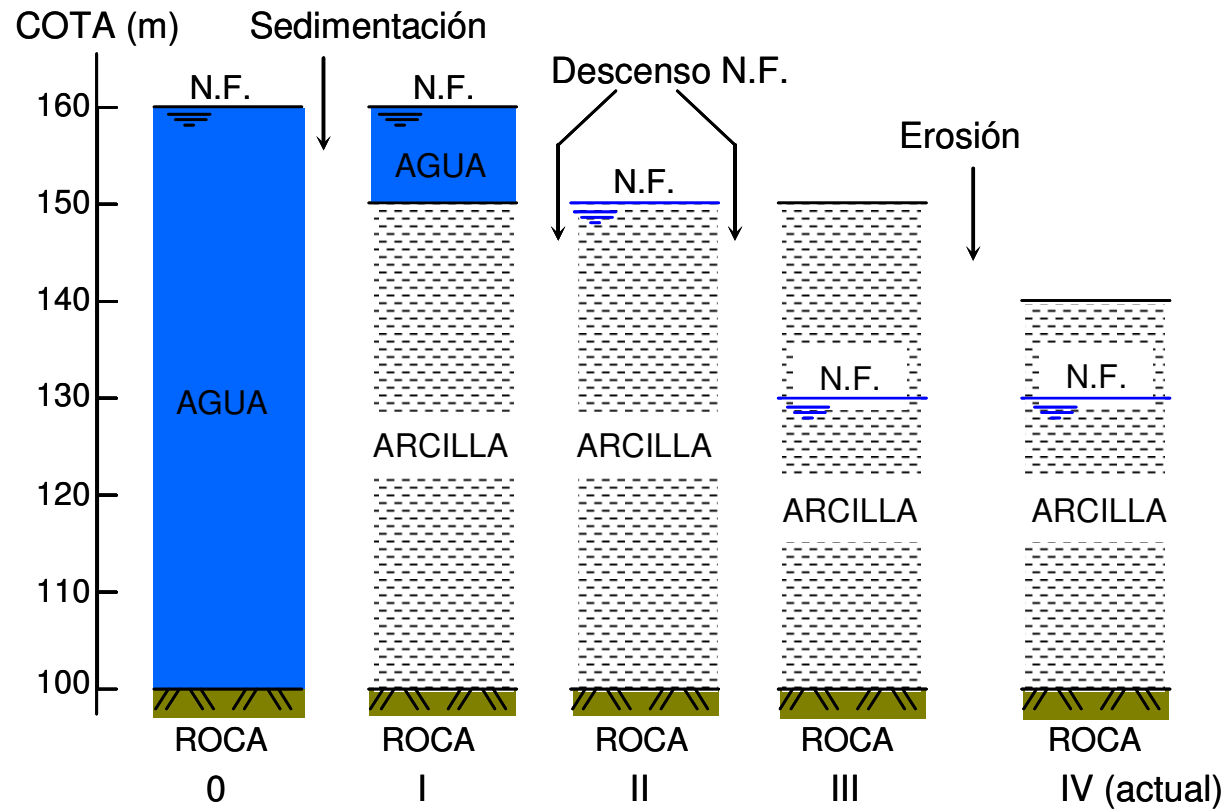 COTA (m)
Sedimentación
N.F.
N.F.
Descenso N.F.
Erosión
160
AGUA
N.F.
150
140
N.F.
N.F.
130
AGUA
ARCILLA
ARCILLA
120
ARCILLA
ARCILLA
110
100
ROCA
ROCA
ROCA
ROCA
ROCA
0
I
II
III
IV (actual)